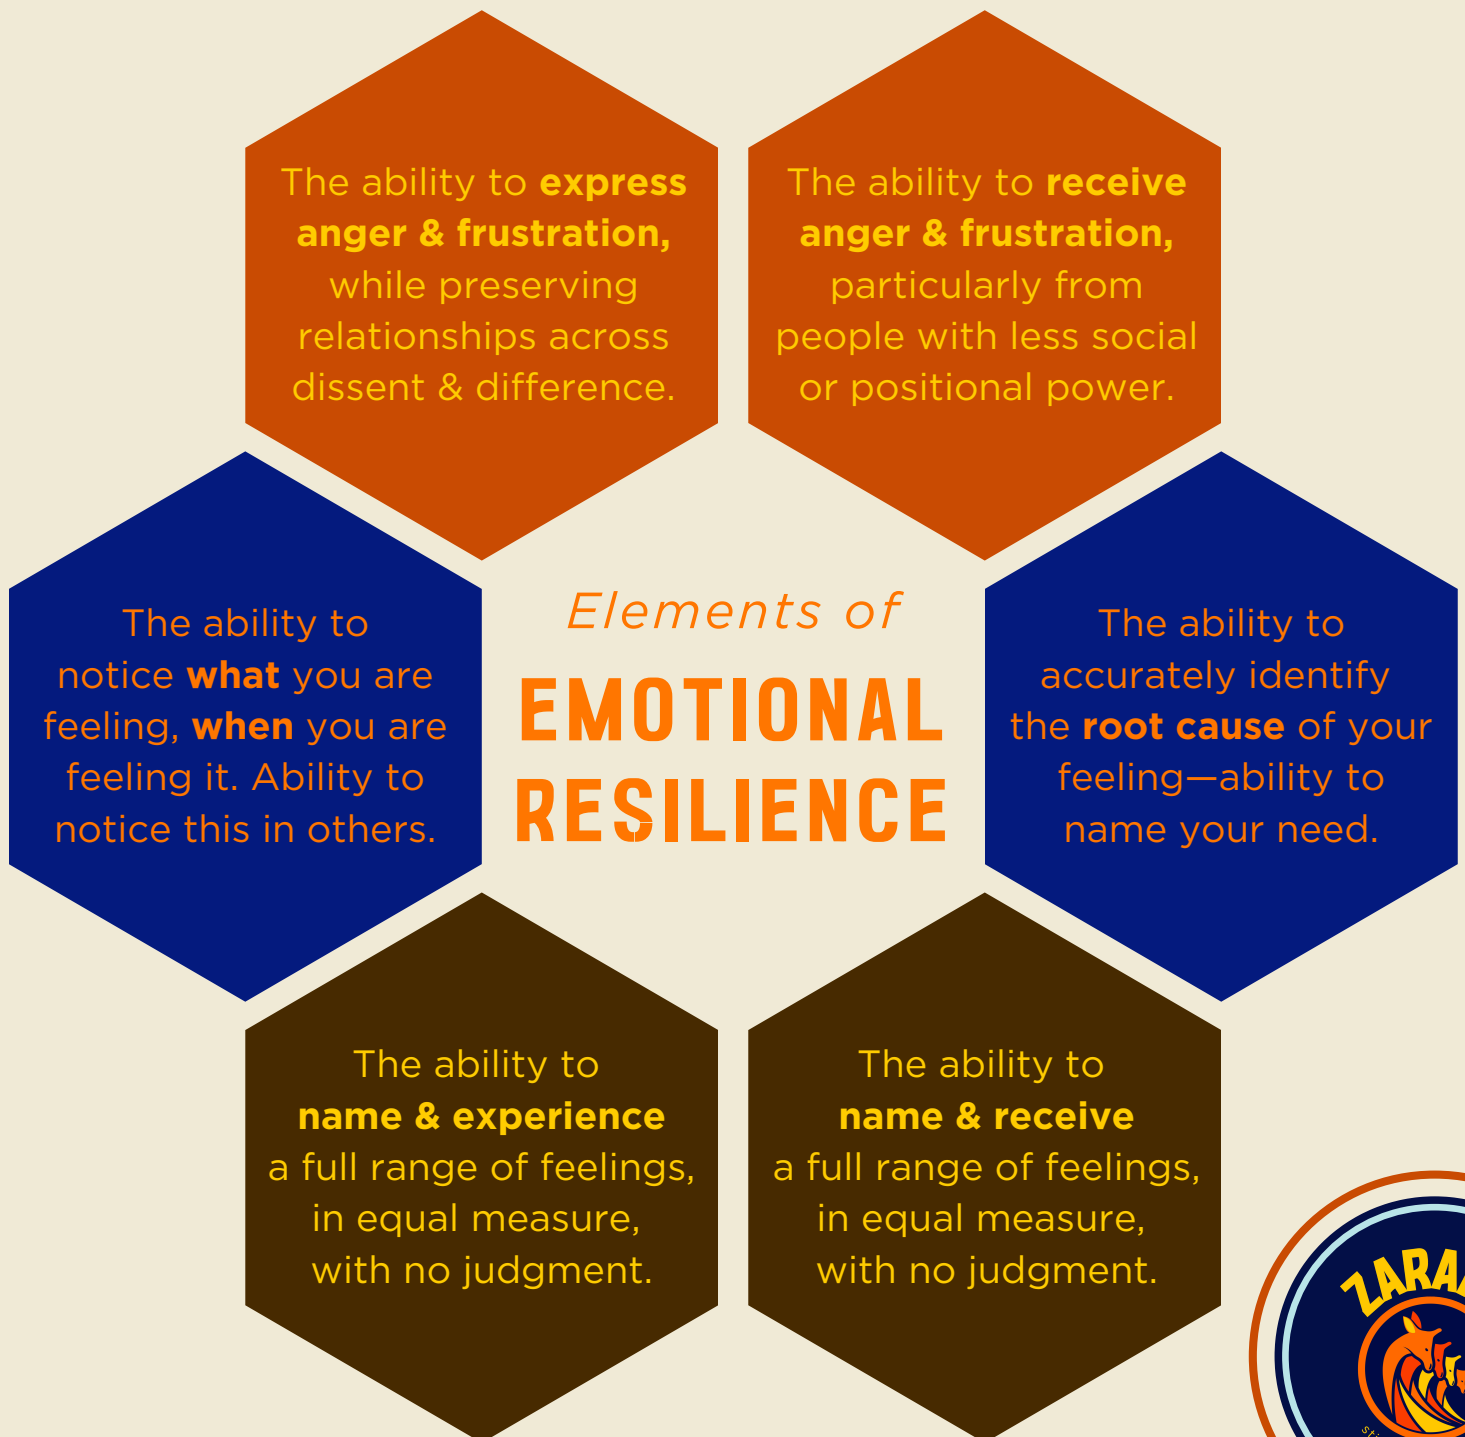 The ability to express
anger & frustration,
while preserving
relationships across
dissent & difference.
The ability to receive
anger & frustration,
particularly from
people with less social
or positional power.
The ability to
notice what you are
feeling, when you are
feeling it. Ability to
notice this in others.
Elements of
EMOTIONAL
RESILIENCE
The ability to
accurately identify
the root cause of your
feeling—ability to
name your need.
The ability to
name & experience
a full range of feelings,
in equal measure,
with no judgment.
The ability to
name & receive
a full range of feelings,
in equal measure,
with no judgment.